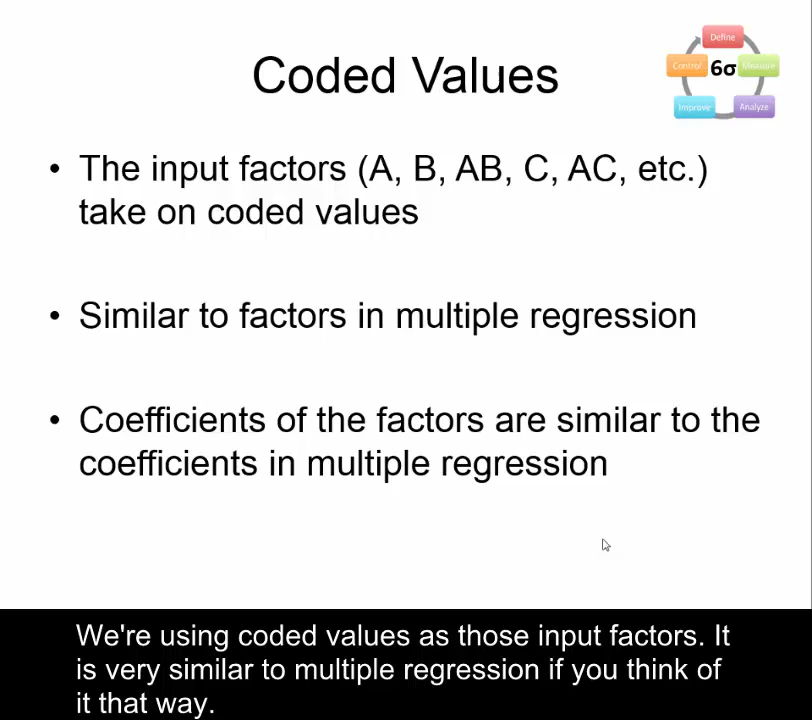 Coded Values
Define
Control
6σ
Measure
Improve
Analyze
• The input factors (A, B, AB, C, AC, etc.)
take on coded values
• Similar to factors in multiple regression
• Coefficients of the factors are similar to the
coefficients in multiple regression
We're using coded values as those input factors. It
is very similar to multiple regression if you think of
it that way.